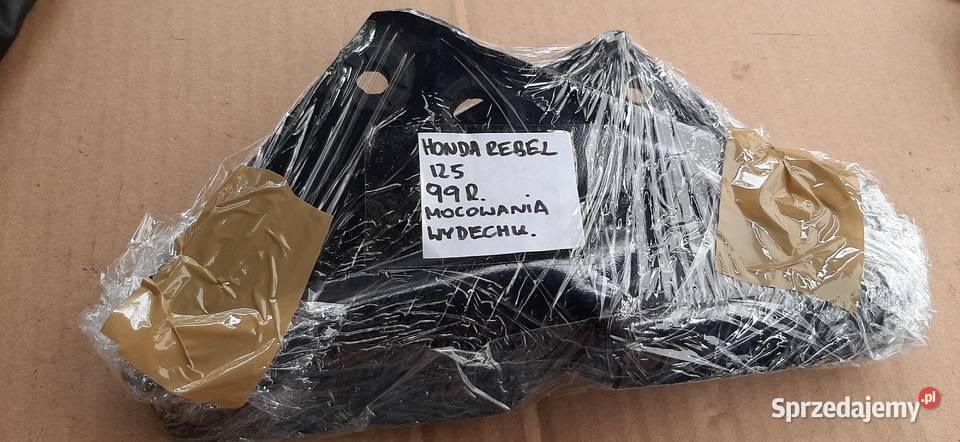 HONDA REBEL
125
99R.
MOCOWANIA
WYDECHU.
Sprzedajemy.pl